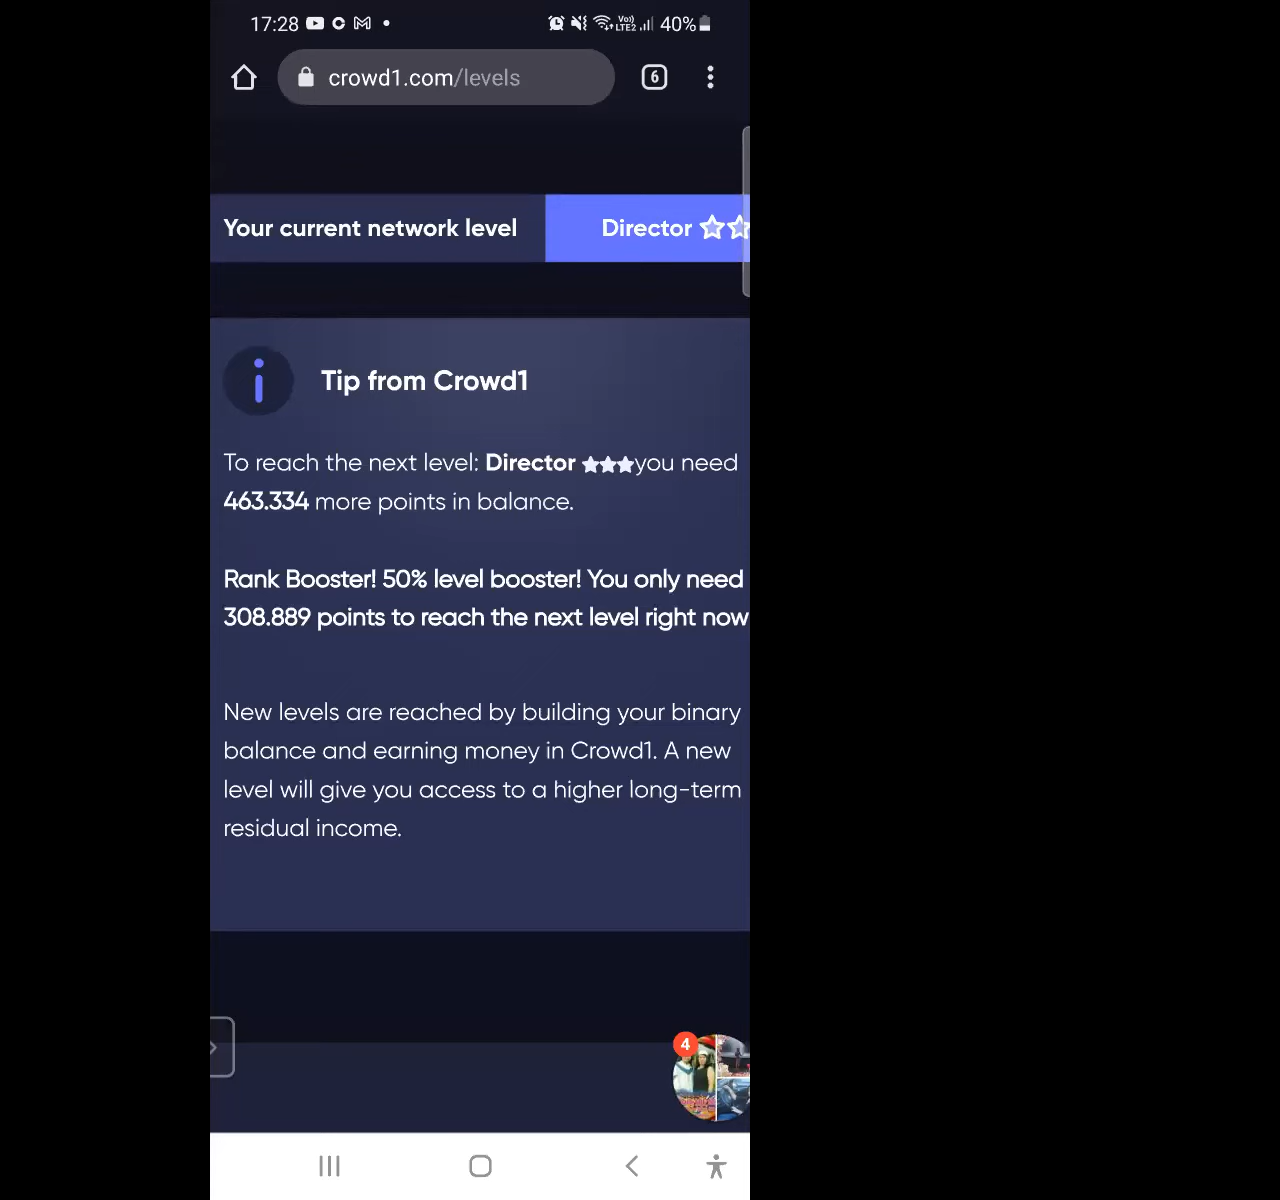 17:28 Vo)) LTE2 40%
crowd1.com/levels 6
Your current network level Director
Tip from Crowd1
To reach the next level: Director you need
463.334 more points in balance.
Rank Booster! 50% level booster! You only need
308.889 points to reach the next level right now
New levels are reached by building your binary
balance and earning money in Crowd1. A new
level will give you access to a higher long-term
residual income.
4